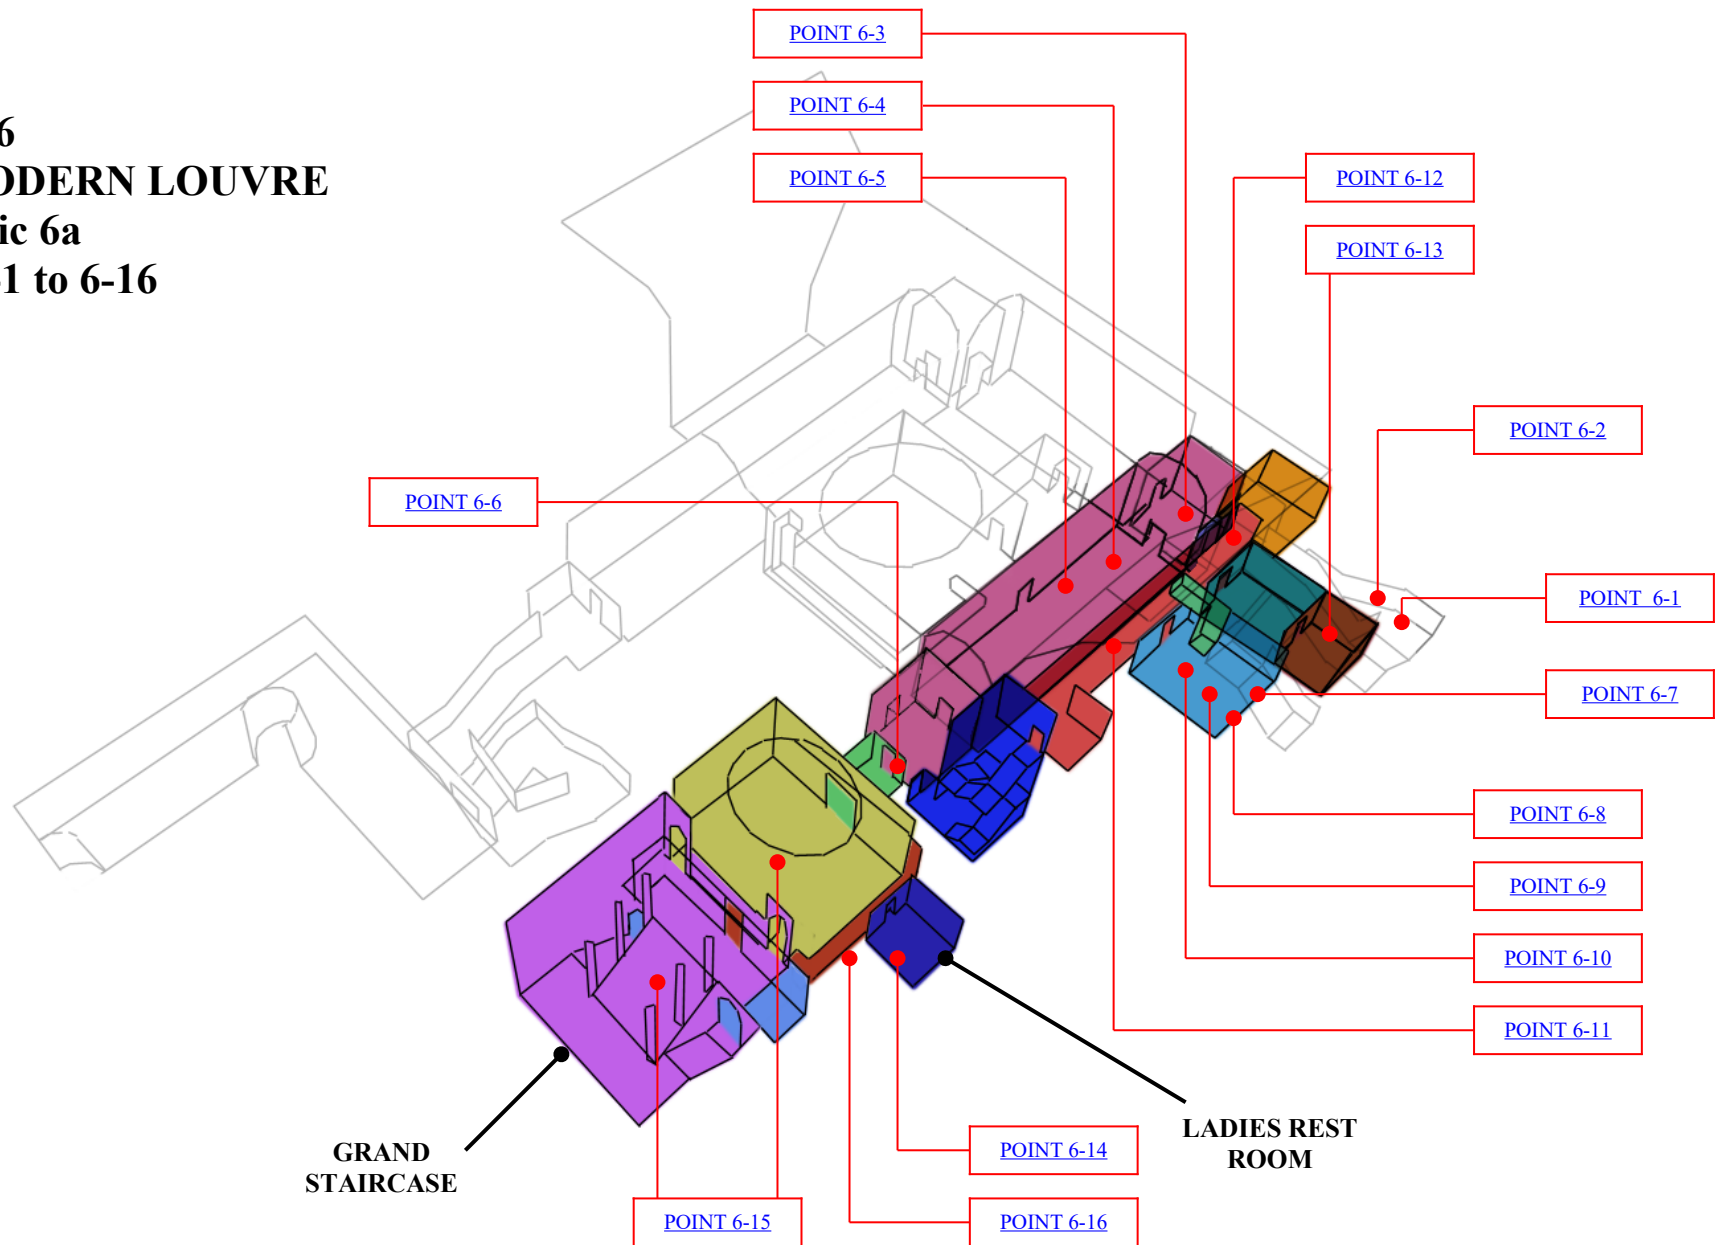 6
ODERN LOUVRE
ic 6a
1 to 6-16
POINT 6-3
POINT 6-4
POINT 6-5
POINT 6-12
POINT 6-13
POINT 6-2
POINT 6-6
POINT 6-1
POINT 6-7
POINT 6-8
POINT 6-9
POINT 6-10
POINT 6-11
GRAND
STAIRCASE
LADIES REST
ROOM
POINT 6-14
POINT 6-15
POINT 6-16